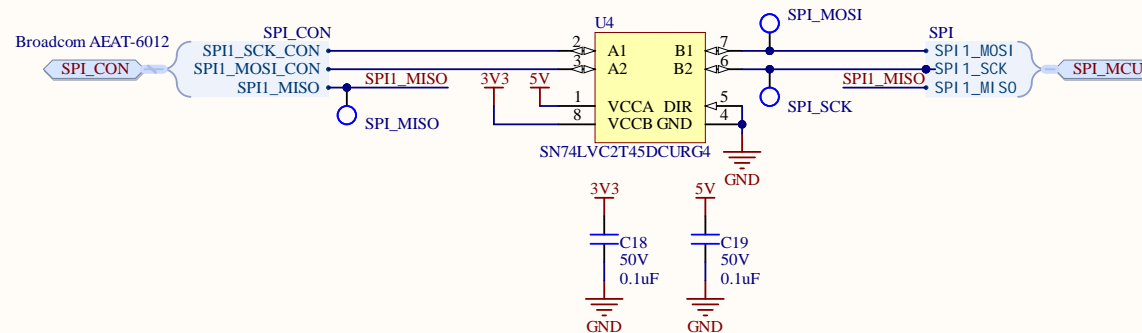 Broadcom AEAT-6012
SPI_CON
SPI_CON
SPI1_SCK_CON
SPI1_MOSI_CON
SPI1_MISO
SPI1_MISO
SPI_MISO
3V3
5V
U4
2
A1
B1
7
3
A2
B2
6
1
VCCA
DIR
5
8
VCCB
GND
4
SN74LVC2T45DCURG4
SPI_MOSI
SPI_SCK
GND
SPI
SPI1_MOSI
SPI1_SCK
SPI1_MISO
SPI1_MISO
SPI_MCU
3V3
C18
50V
0.1uF
GND
5V
C19
50V
0.1uF
GND